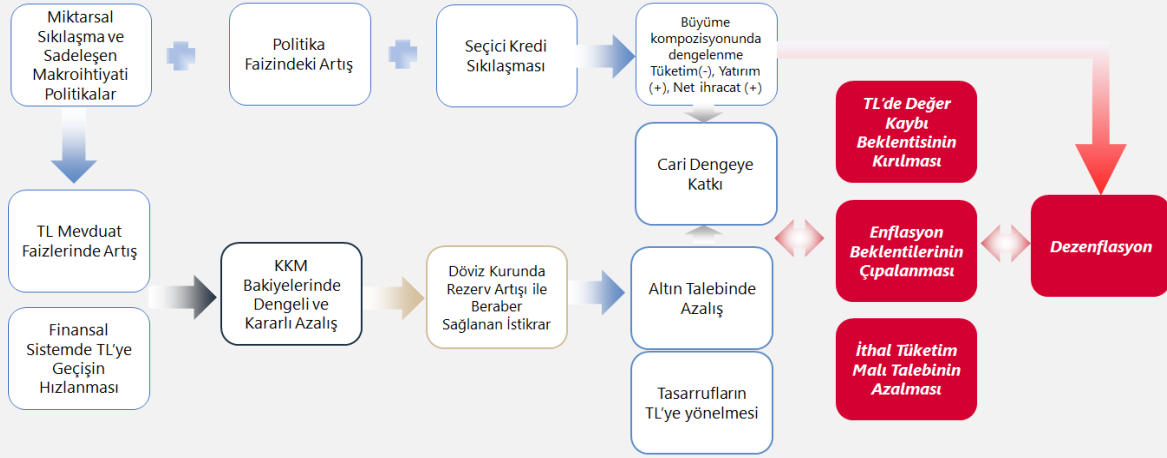 Miktarsal
Sıkılaşma ve
Sadeleşen
Makroihtiyati
Politikalar
Politika
Faizindeki Artış
Seçici Kredi
Sıkılaşması
Büyüme
kompozisyonunda
dengelenme
Tüketim(-), Yatırım
(+), Net ihracat (+)
TL'de Değer
Kaybı
Beklentisinin
Kırılması
Cari Dengeye
Katkı
TL Mevduat
Faizlerinde Artış
KKM
Bakiyelerinde
Dengeli ve
Kararlı Azalış
Döviz Kurunda
Rezerv Artışı ile
Beraber
Sağlanan İstikrar
Altın Talebinde
Azalış
Enflasyon
Beklentilerinin
Çıpalanması
Dezenflasyon
Finansal
Sistemde TL'ye
Geçişin
Hızlanması
Tasarrufların
TL'ye yönelmesi
İthal Tüketim
Malı Talebinin
Azalması